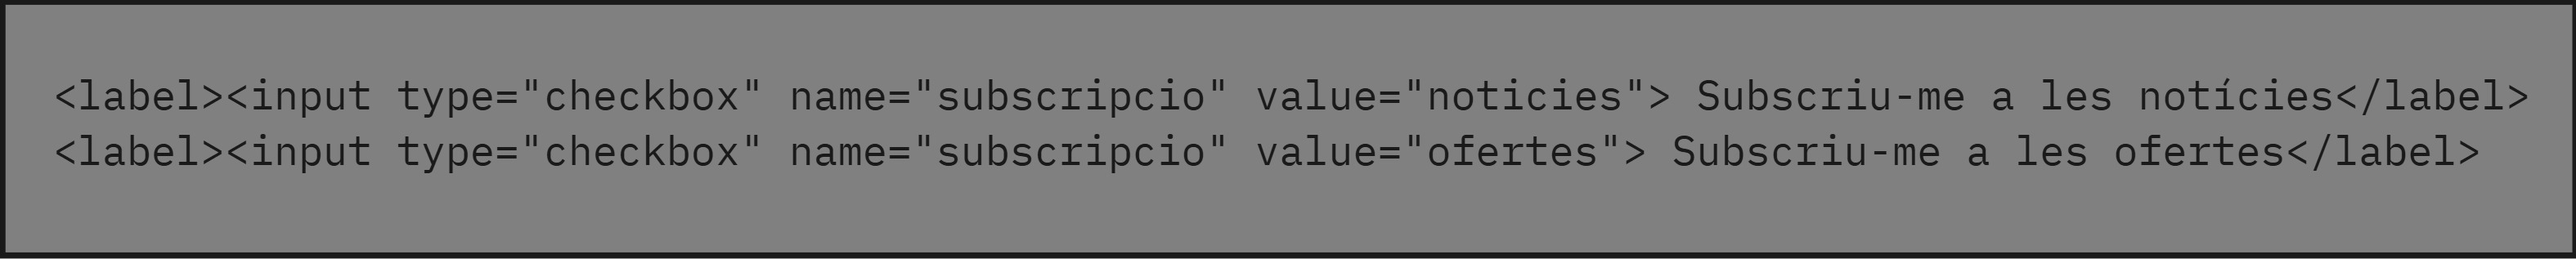 <label><input type="checkbox" name="subscripcio" value="noticies"> Subscriu-me a les notícies</label>
<label><input type="checkbox" name="subscripcio" value="ofertes"> Subscriu-me a les ofertes</label>